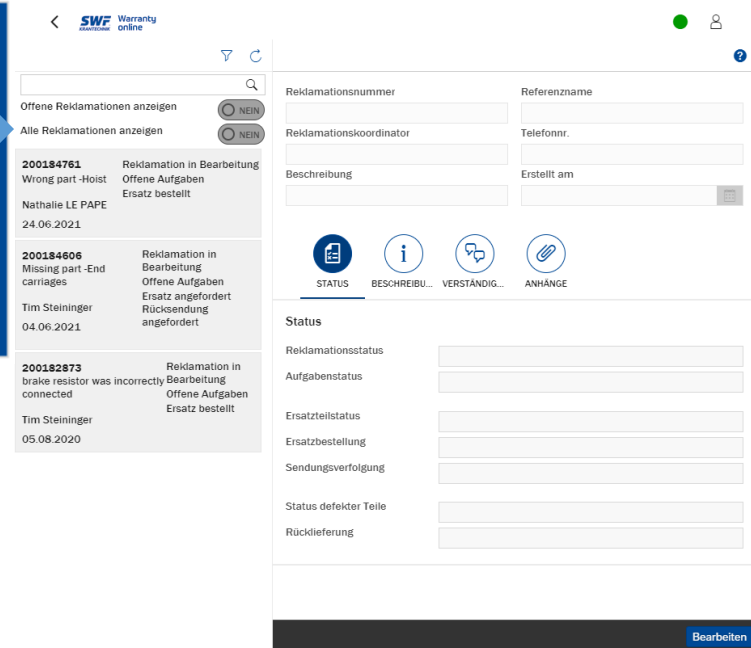 SWF Warranty
KRANTECHNIK online
?
Offene Reklamationen anzeigen NEIN
Alle Reklamationen anzeigen NEIN
200184761 Reklamation in Bearbeitung
Wrong part -Hoist Offene Aufgaben
Ersatz bestellt
Nathalie LE PAPE
24.06.2021
200184606 Reklamation in
Missing part -End Bearbeitung
carriages Offene Aufgaben
Ersatz angefordert
Tim Steininger Rücksendung
04.06.2021 angefordert
200182873 Reklamation in
brake resistor was incorrectly Bearbeitung
connected Offene Aufgaben
Ersatz bestellt
Tim Steininger
05.08.2020
Reklamationsnummer Referenzname
Reklamationskoordinator Telefonnr.
Beschreibung Erstellt am
i
STATUS BESCHREIBU... VERSTÄNDIG... ANHÄNGE
Status
Reklamationsstatus
Aufgabenstatus
Ersatzteilstatus
Ersatzbestellung
Sendungsverfolgung
Status defekter Teile
Rücklieferung
Bearbeiten